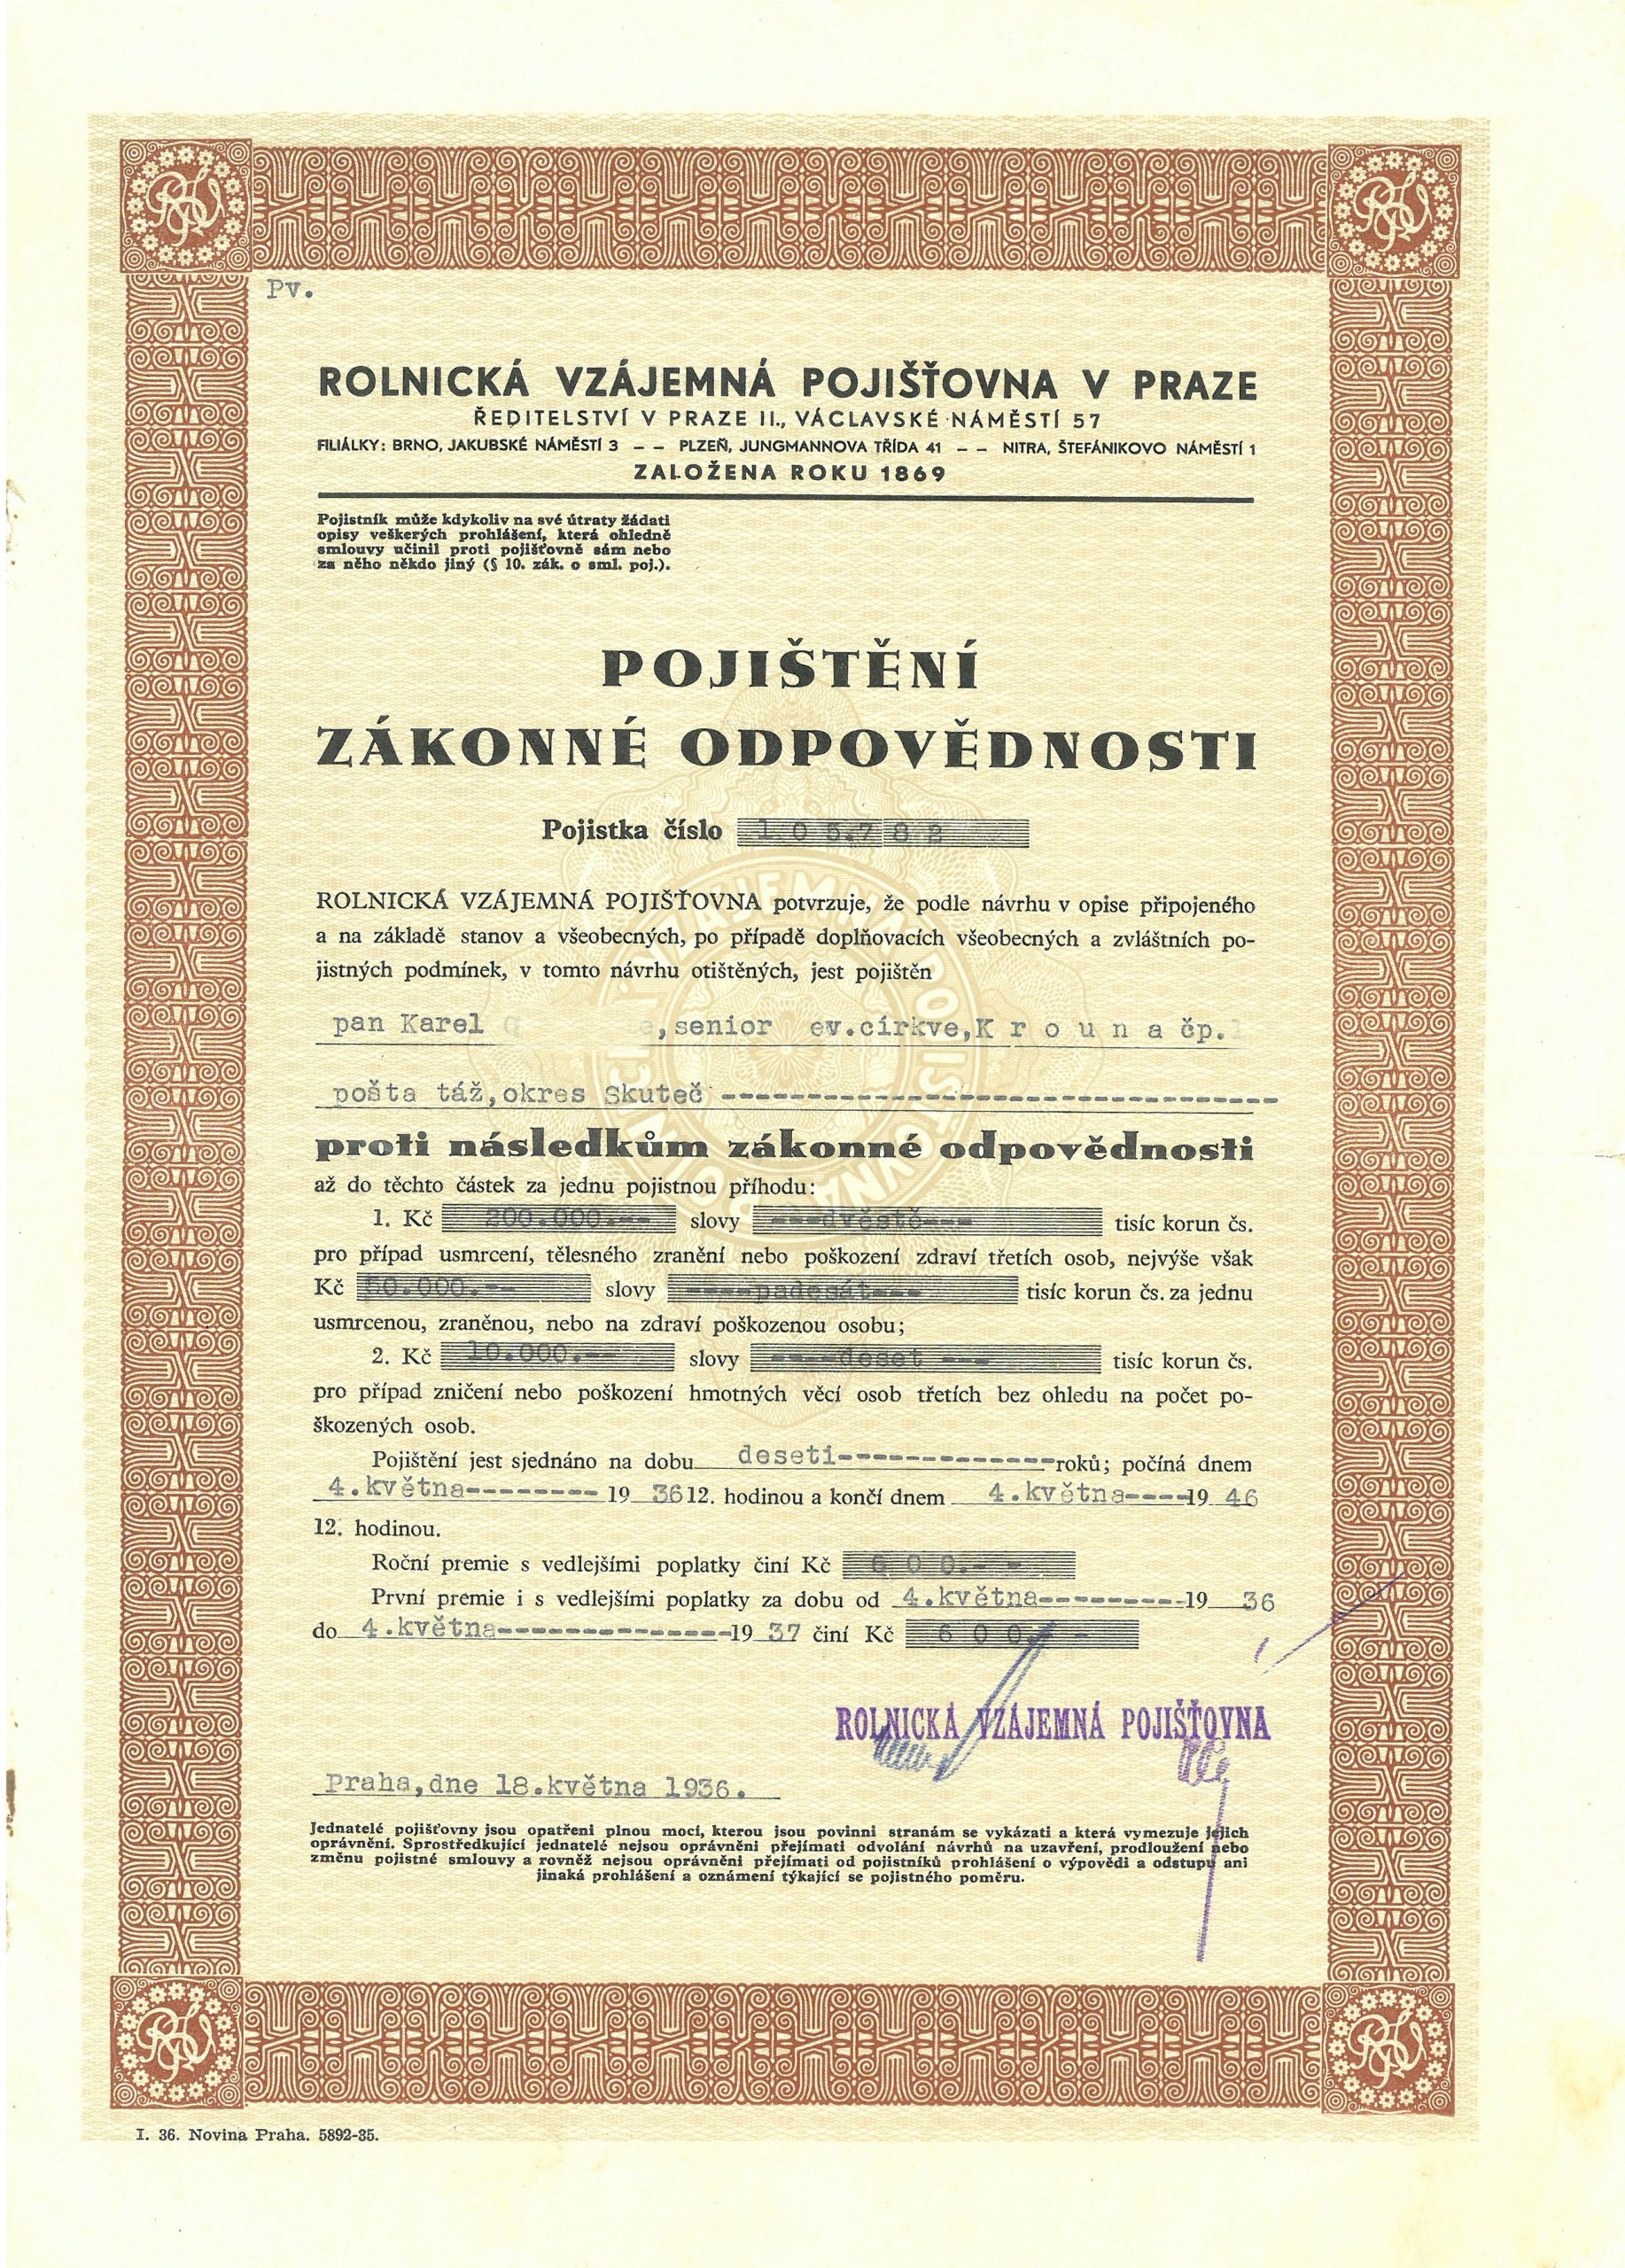 Pv.
ROLNICKÁ VZÁJEMNÁ POJIŠŤOVNA V PRAZE
ŘEDITELSTVÍ V PRAZE II., VÁCLAVSKÉ NÁMĚSTÍ 57
FILIÁLKY: BRNO, JAKUBSKÉ NÁMĚSTÍ 3 – – PLZEŇ, JUNGMANNOVA TŘÍDA 41 – – NITRA, ŠTEFÁNIKOVO NÁMĚSTÍ 1
ZALOŽENA ROKU 1869
Pojistník může kdykoliv na své útraty žádati
opisy veškerých prohlášení, která ohledně
smlouvy učinil proti pojišťovně sám nebo
za něho někdo jiný (§ 10. zák. o sml. poj.).
POJIŠTĚNÍ
ZÁKONNÉ ODPOVĚDNOSTI
Pojistka číslo 105.782
ROLNICKÁ VZÁJEMNÁ POJIŠŤOVNA potvrzuje, že podle návrhu v opise připojeného
a na základě stanov a všeobecných, po případě doplňovacích všeobecných a zvláštních po-
jistných podmínek, v tomto návrhu otištěných, jest pojištěn
pan Karel , senior ev.církve, K r o u n a čp.
pošta táž, okres Skuteč ----------------------------------
proti následkům zákonné odpovědnosti
až do těchto částek za jednu pojistnou příhodu:
1. Kč 200.000.-- slovy ---dvěstě--- tisíc korun čs.
pro případ usmrcení, tělesného zranění nebo poškození zdraví třetích osob, nejvýše však
Kč 50.000.-- slovy ----padesát--- tisíc korun čs. za jednu
usmrcenou, zraněnou, nebo na zdraví poškozenou osobu;
2. Kč 10.000.-- slovy ----deset --- tisíc korun čs.
pro případ zničení nebo poškození hmotných věcí osob třetích bez ohledu na počet po-
škozených osob.
Pojištění jest sjednáno na dobu deseti-------------roků; počíná dnem
4.května-------- 19 36 12. hodinou a končí dnem 4.května----19 46
12. hodinou.
Roční premie s vedlejšími poplatky činí Kč 600.--
První premie i s vedlejšími poplatky za dobu od 4.května---------19 36
do 4.května--------------19 37 činí Kč 600.--
ROLNICKÁ VZÁJEMNÁ POJIŠŤOVNA
Praha, dne 18.května 1936.
Jednatelé pojišťovny jsou opatřeni plnou mocí, kterou jsou povinni stranám se vykázati a která vymezuje jejich
oprávnění. Sprostředkující jednatelé nejsou oprávněni přejímati odvolání návrhů na uzavření, prodloužení nebo
změnu pojistné smlouvy a rovněž nejsou oprávněni přejímati od pojistníků prohlášení o výpovědi a odstupu ani
jinaká prohlášení a oznámení týkající se pojistného poměru.
I. 36. Novina Praha. 5892-35.